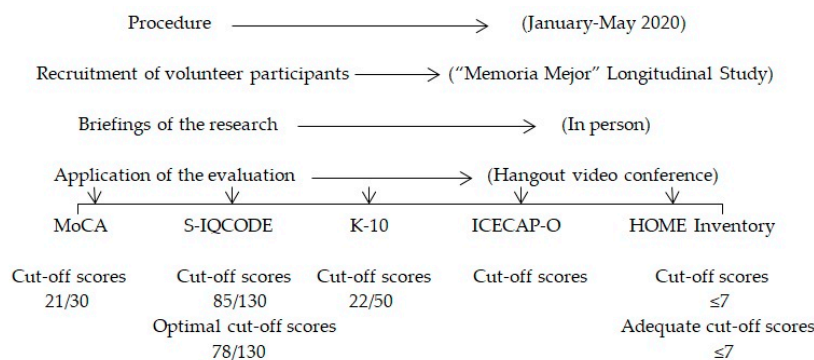 Procedure (January-May 2020)
Recruitment of volunteer participants (“Memoria Mejor” Longitudinal Study)
Briefings of the research (In person)
Application of the evaluation (Hangout video conference)
MoCA S-IQCODE K-10 ICECAP-O HOME Inventory
Cut-off scores Cut-off scores Cut-off scores Cut-off scores Cut-off scores
21/30 85/130 22/50 ≤7
Optimal cut-off scores Adequate cut-off scores
78/130 ≤7